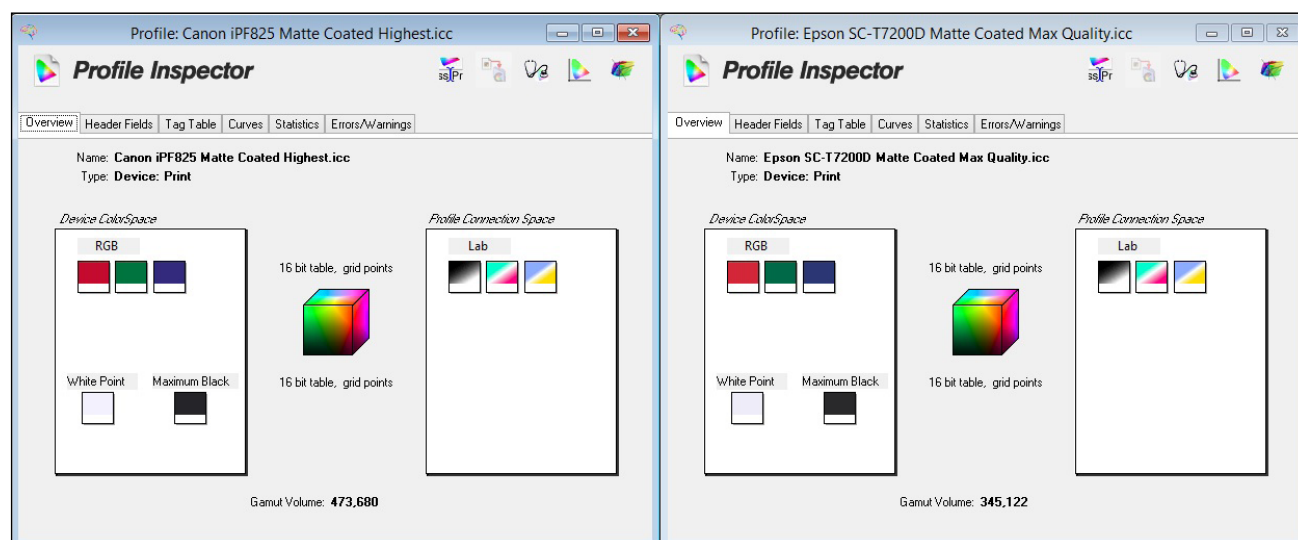 Profile: Canon iPF825 Matte Coated Highest.icc
Profile Inspector
Overview Header Fields Tag Table Curves Statistics Errors/Warnings
Name: Canon iPF825 Matte Coated Highest.icc
Type: Device: Print
Device ColorSpace
Profile Connection Space
RGB
Lab
16 bit table, grid points
White Point Maximum Black
16 bit table, grid points
Gamut Volume: 473,680
Profile: Epson SC-T7200D Matte Coated Max Quality.icc
Profile Inspector
Overview Header Fields Tag Table Curves Statistics Errors/Warnings
Name: Epson SC-T7200D Matte Coated Max Quality.icc
Type: Device: Print
Device ColorSpace
Profile Connection Space
RGB
Lab
16 bit table, grid points
White Point Maximum Black
16 bit table, grid points
Gamut Volume: 345,122